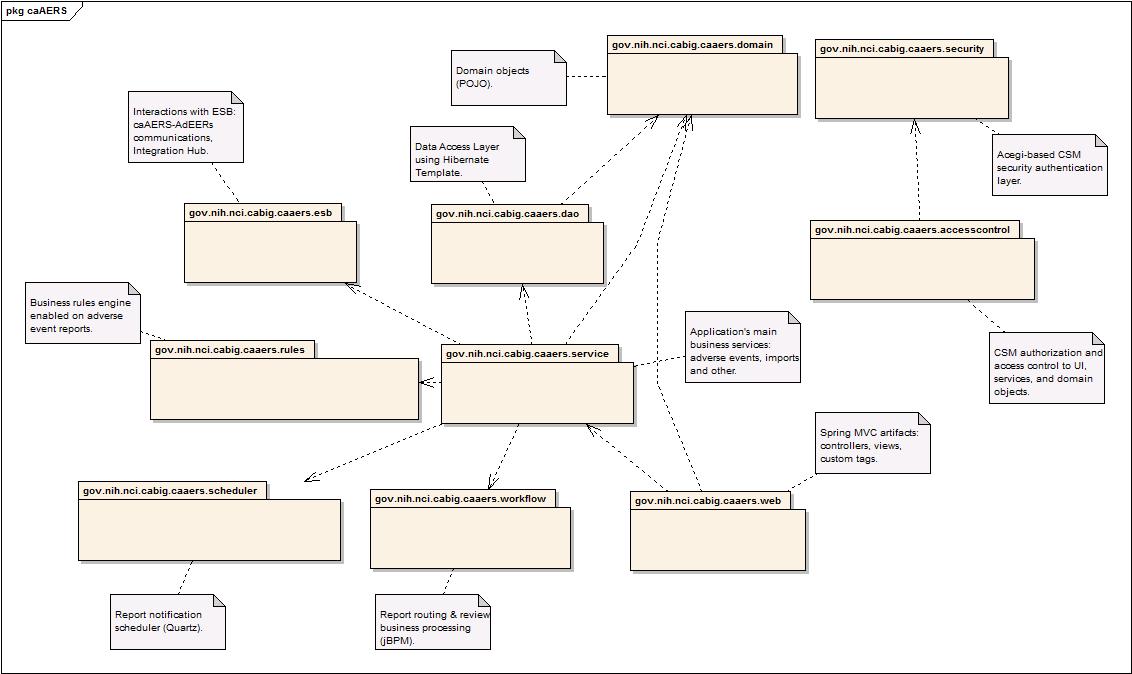 pkg caAERS
gov.nih.nci.cabig.caaers.domain
gov.nih.nci.cabig.caaers.security
Domain objects
(POJO).
Interactions with ESB:
caAERS-AdEERs
communications,
Integration Hub.
Data Access Layer
using Hibernate
Template.
Acegi-based CSM
security authentication
layer.
gov.nih.nci.cabig.caaers.esb
gov.nih.nci.cabig.caaers.dao
gov.nih.nci.cabig.caaers.accesscontrol
Business rules engine
enabled on adverse
event reports.
Application's main
business services:
adverse events, imports
and other.
gov.nih.nci.cabig.caaers.rules
gov.nih.nci.cabig.caaers.service
CSM authorization and
access control to UI,
services, and domain
objects.
Spring MVC artifacts:
controllers, views,
custom tags.
gov.nih.nci.cabig.caaers.scheduler
gov.nih.nci.cabig.caaers.workflow
gov.nih.nci.cabig.caaers.web
Report notification
scheduler (Quartz).
Report routing & review
business processing
(jBPM).